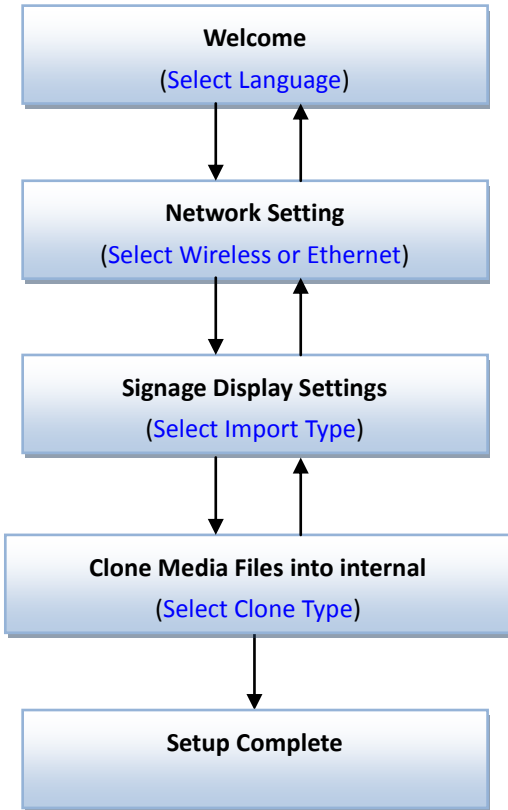 Welcome
(Select Language)
Network Setting
(Select Wireless or Ethernet)
Signage Display Settings
(Select Import Type)
Clone Media Files into internal
(Select Clone Type)
Setup Complete